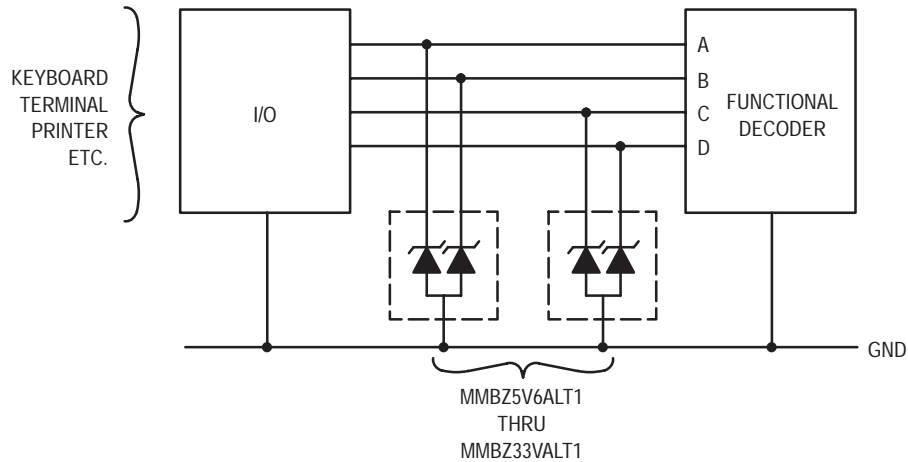 KEYBOARD
TERMINAL
PRINTER
ETC.
I/O
A
B
C
D
FUNCTIONAL
DECODER
GND
MMBZ5V6ALT1
THRU
MMBZ33VALT1